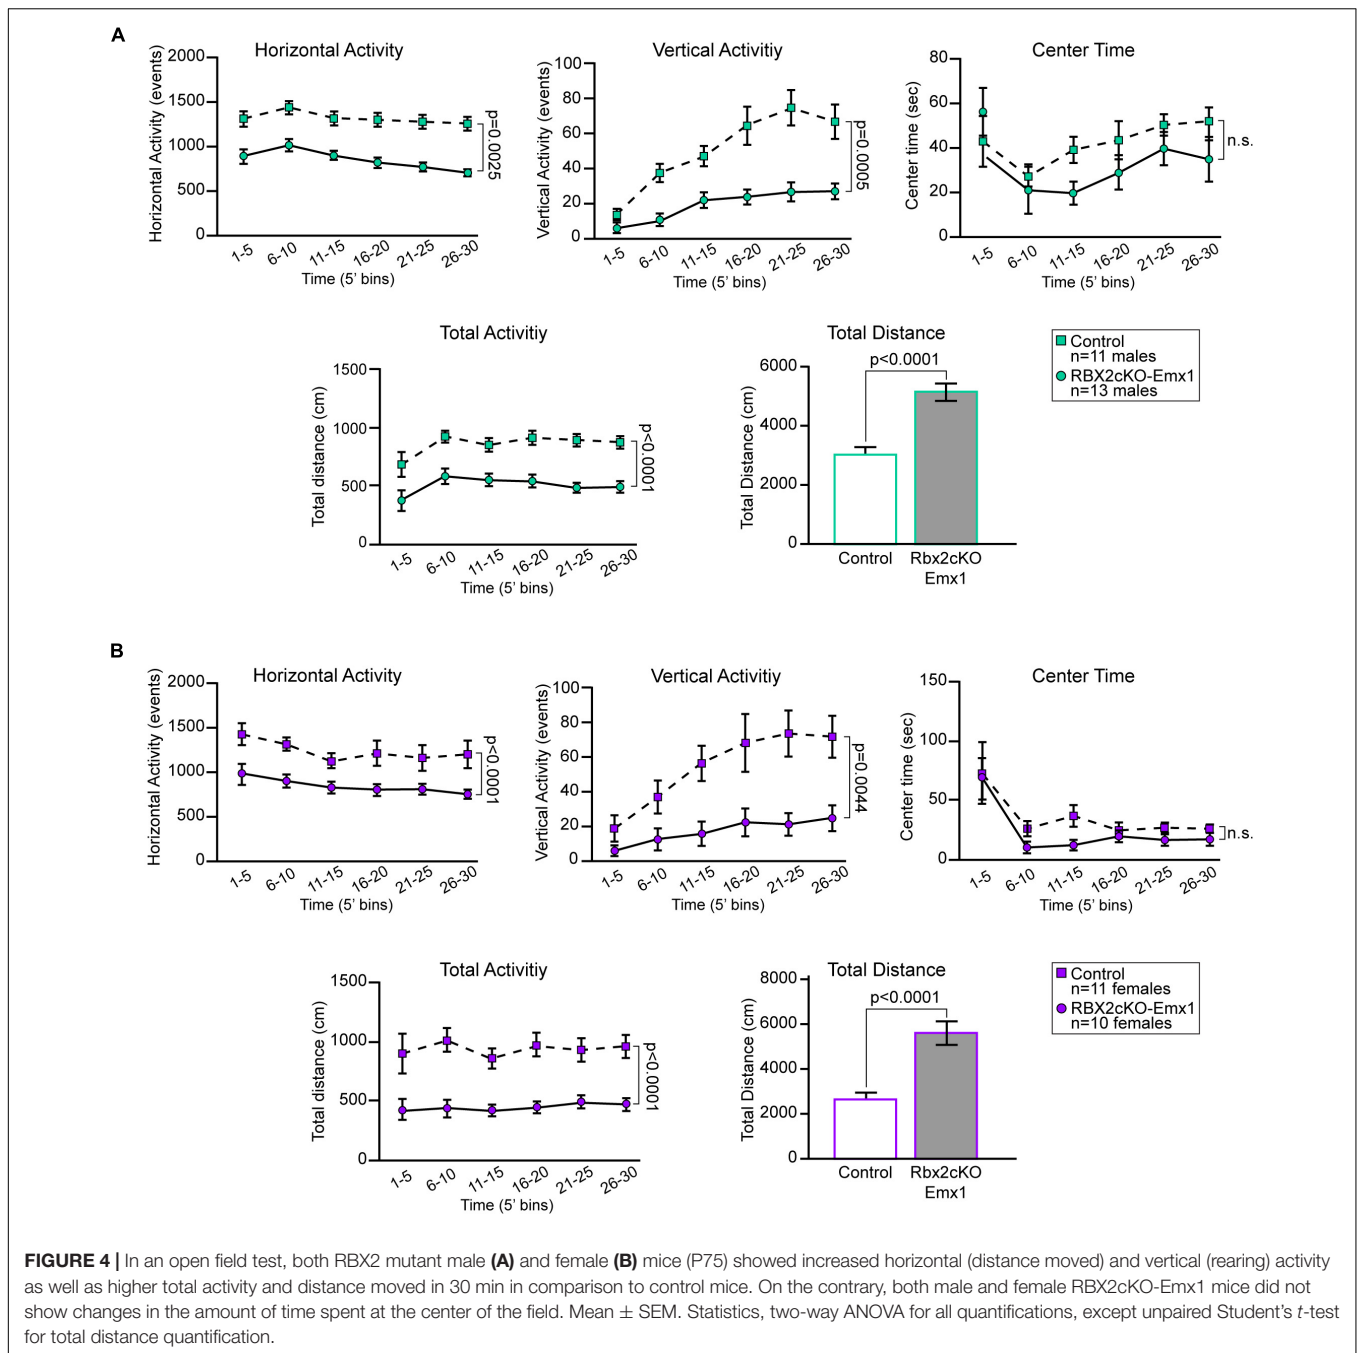 A
Horizontal Activity
Horizontal Activity (events)
2000
1500
1000
500
0
p=0.0025
1-5
6-10
11-15
16-20
21-25
26-30
Time (5' bins)
Vertical Activitiy
Vertical Activity (events)
100
80
60
40
20
0
p=0.0005
1-5
6-10
11-15
16-20
21-25
26-30
Time (5' bins)
Center Time
Center time (sec)
80
60
40
20
0
n.s.
1-5
6-10
11-15
16-20
21-25
26-30
Time (5' bins)
Total Activitiy
Total distance (cm)
1500
1000
500
0
p<0.0001
1-5
6-10
11-15
16-20
21-25
26-30
Time (5' bins)
Total Distance
Total Distance (cm)
6000
4000
2000
0
p<0.0001
Control
Rbx2cKO
Emx1
Control
n=11 males
RBX2cKO-Emx1
n=13 males
B
Horizontal Activity
Horizontal Activity (events)
2000
1500
1000
500
0
p<0.0001
1-5
6-10
11-15
16-20
21-25
26-30
Time (5' bins)
Vertical Activitiy
Vertical Activity (events)
100
80
60
40
20
0
p=0.0044
1-5
6-10
11-15
16-20
21-25
26-30
Time (5' bins)
Center Time
Center time (sec)
150
100
50
0
n.s.
1-5
6-10
11-15
16-20
21-25
26-30
Time (5' bins)
Total Activitiy
Total distance (cm)
1500
1000
500
0
p<0.0001
1-5
6-10
11-15
16-20
21-25
26-30
Time (5' bins)
Total Distance
Total Distance (cm)
8000
6000
4000
2000
0
p<0.0001
Control
Rbx2cKO
Emx1
Control
n=11 females
RBX2cKO-Emx1
n=10 females
FIGURE 4 | In an open field test, both RBX2 mutant male (A) and female (B) mice (P75) showed increased horizontal (distance moved) and vertical (rearing) activity
as well as higher total activity and distance moved in 30 min in comparison to control mice. On the contrary, both male and female RBX2cKO-Emx1 mice did not
show changes in the amount of time spent at the center of the field. Mean ± SEM. Statistics, two-way ANOVA for all quantifications, except unpaired Student's t-test
for total distance quantification.